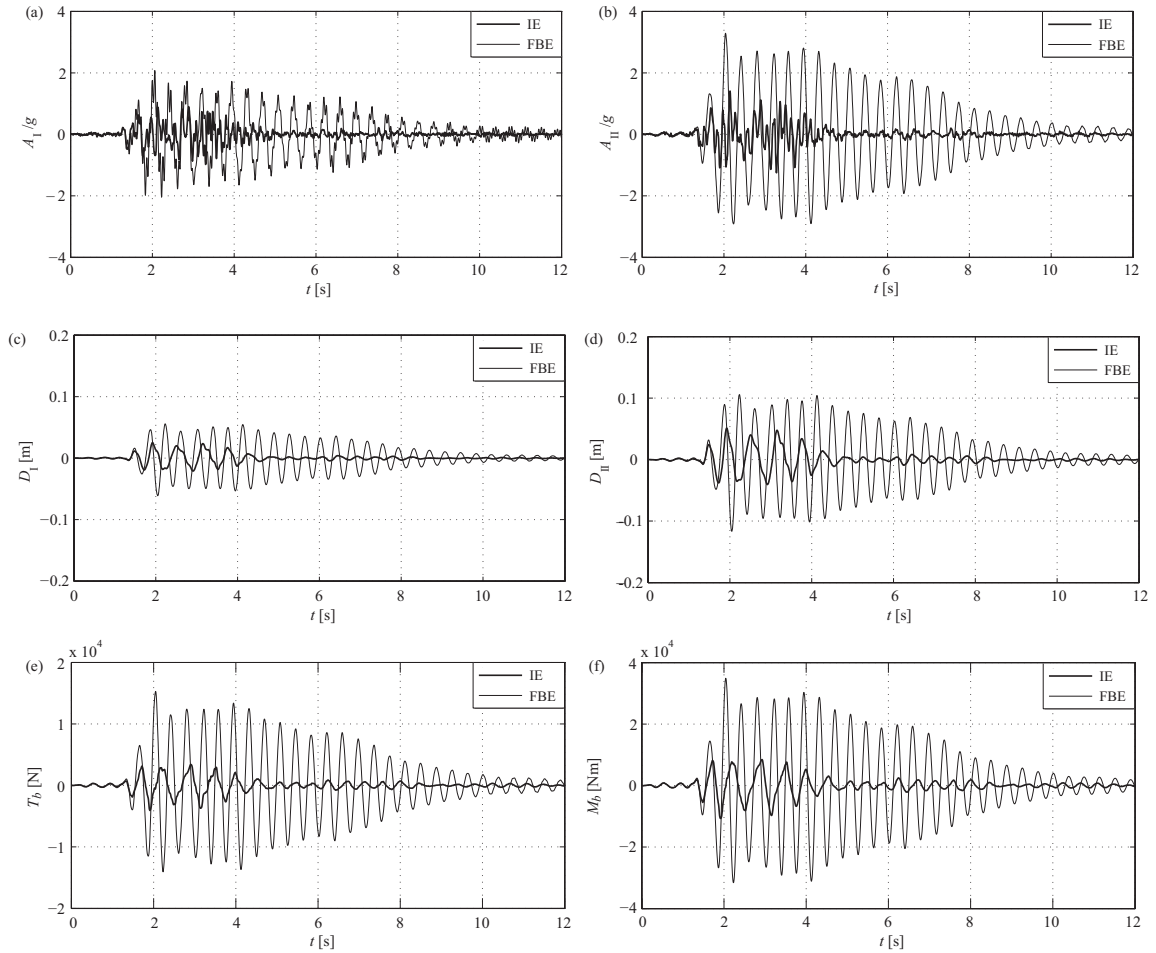 (a)
4
2
0
−2
−4
A_I /g
0 2 4 6 8 10 12
t [s]
IE
FBE
(b)
4
2
0
−2
−4
A_II /g
0 2 4 6 8 10 12
t [s]
IE
FBE
(c)
0.2
0.1
0
−0.1
−0.2
D_I [m]
0 2 4 6 8 10 12
t [s]
IE
FBE
(d)
0.2
0.1
0
-0.1
-0.2
D_II [m]
0 2 4 6 8 10 12
t [s]
IE
FBE
(e)
x 10^4
2
1
0
−1
−2
T_b [N]
0 2 4 6 8 10 12
t [s]
IE
FBE
(f)
x 10^4
4
2
0
−2
−4
M_b [Nm]
0 2 4 6 8 10 12
t [s]
IE
FBE